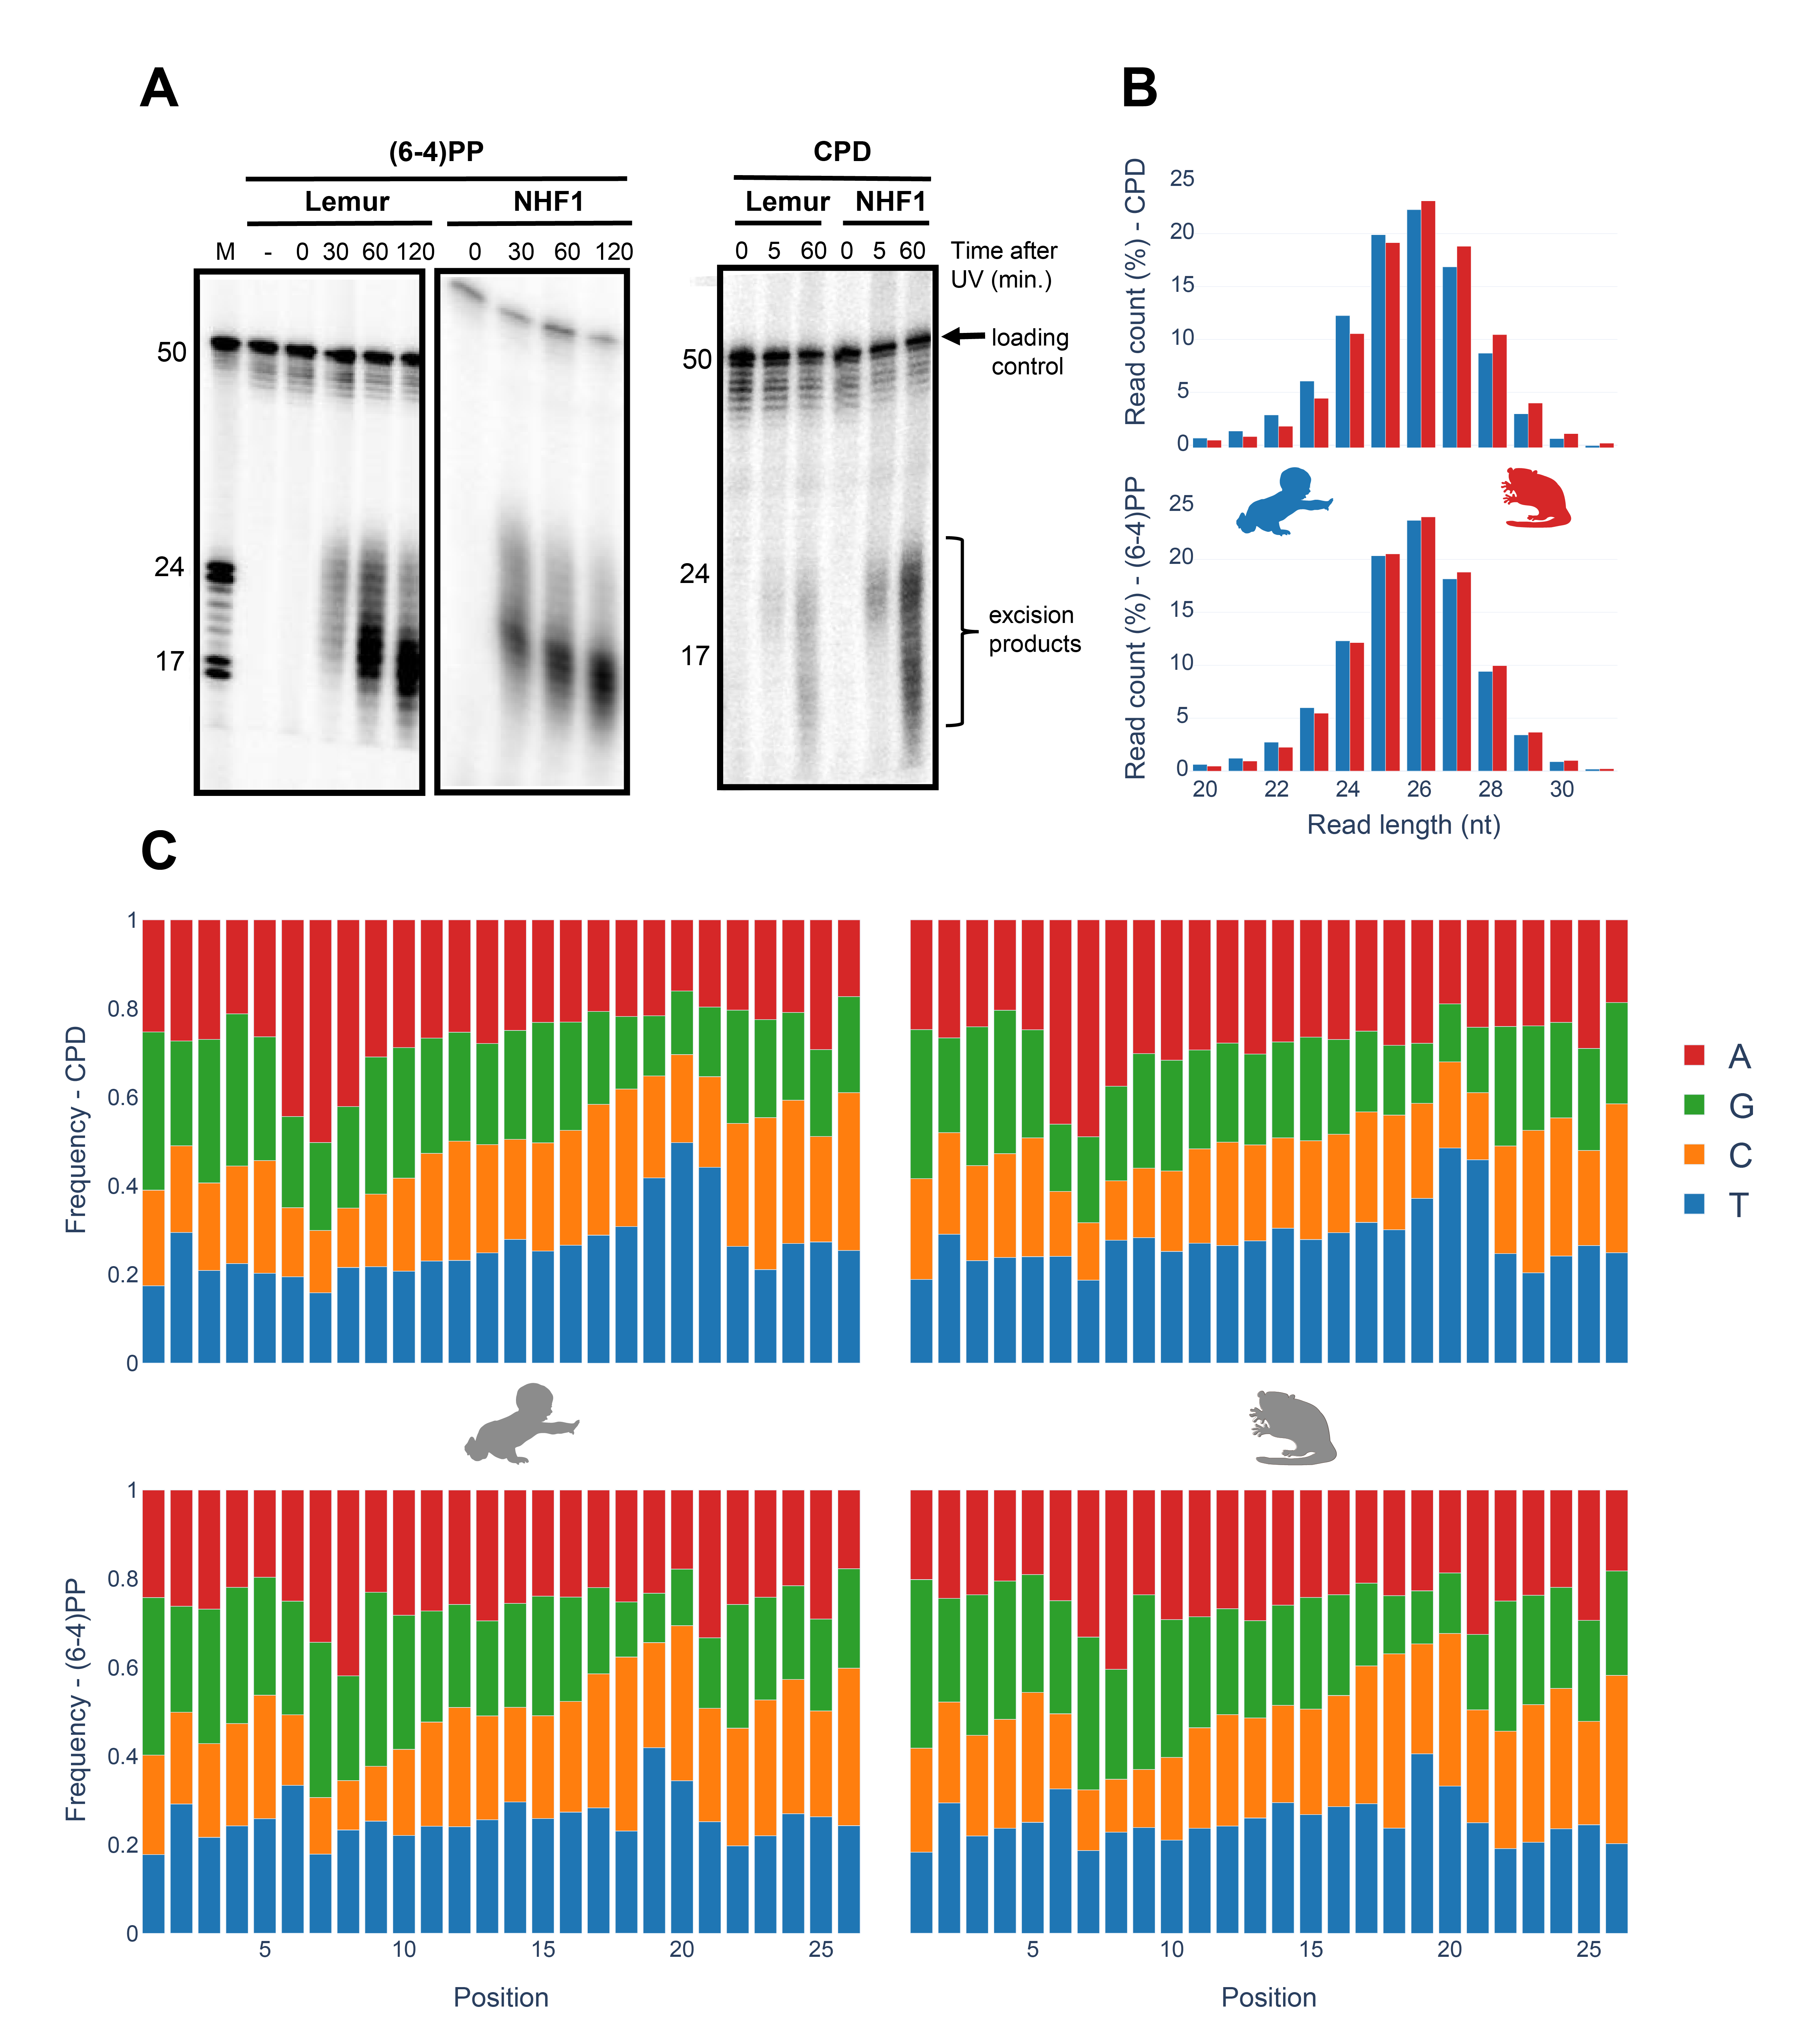 A
(6-4)PP
Lemur NHF1
M - 0 30 60 120 0 30 60 120
50
24
17
CPD
Lemur NHF1
0 5 60 0 5 60
Time after
UV (min.)
50
24
17
loading
control
excision
products
B
Read count (%) - CPD
25
20
15
10
5
0
Read count (%) - (6-4)PP
25
20
15
10
5
0
20 22 24 26 28 30
Read length (nt)
C
Frequency - CPD
1
0.8
0.6
0.4
0.2
0
A
G
C
T
Frequency - (6-4)PP
1
0.8
0.6
0.4
0.2
0
5 10 15 20 25
Position
5 10 15 20 25
Position